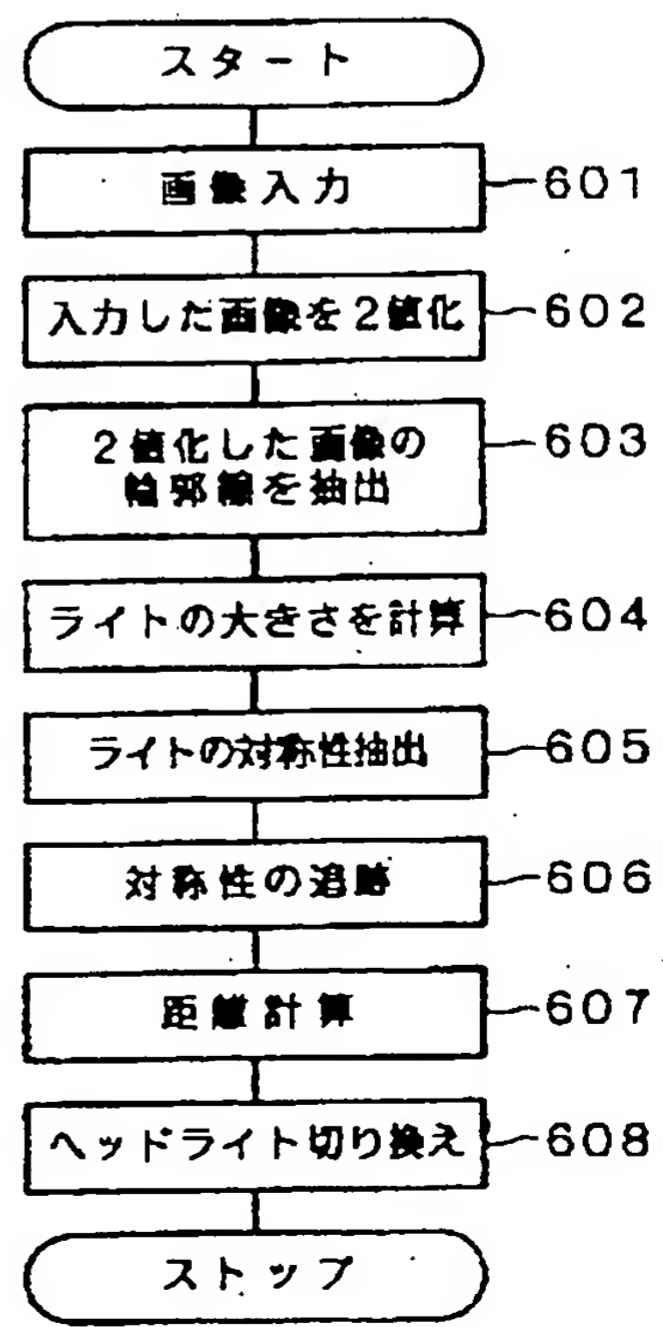 スタート
画像入力
601
入力した画像を2値化
602
2値化した画像の
輪郭線を抽出
603
ライトの大きさを計算
604
ライトの対称性抽出
605
対称性の追跡
606
距離計算
607
ヘッドライト切り換え
608
ストップ